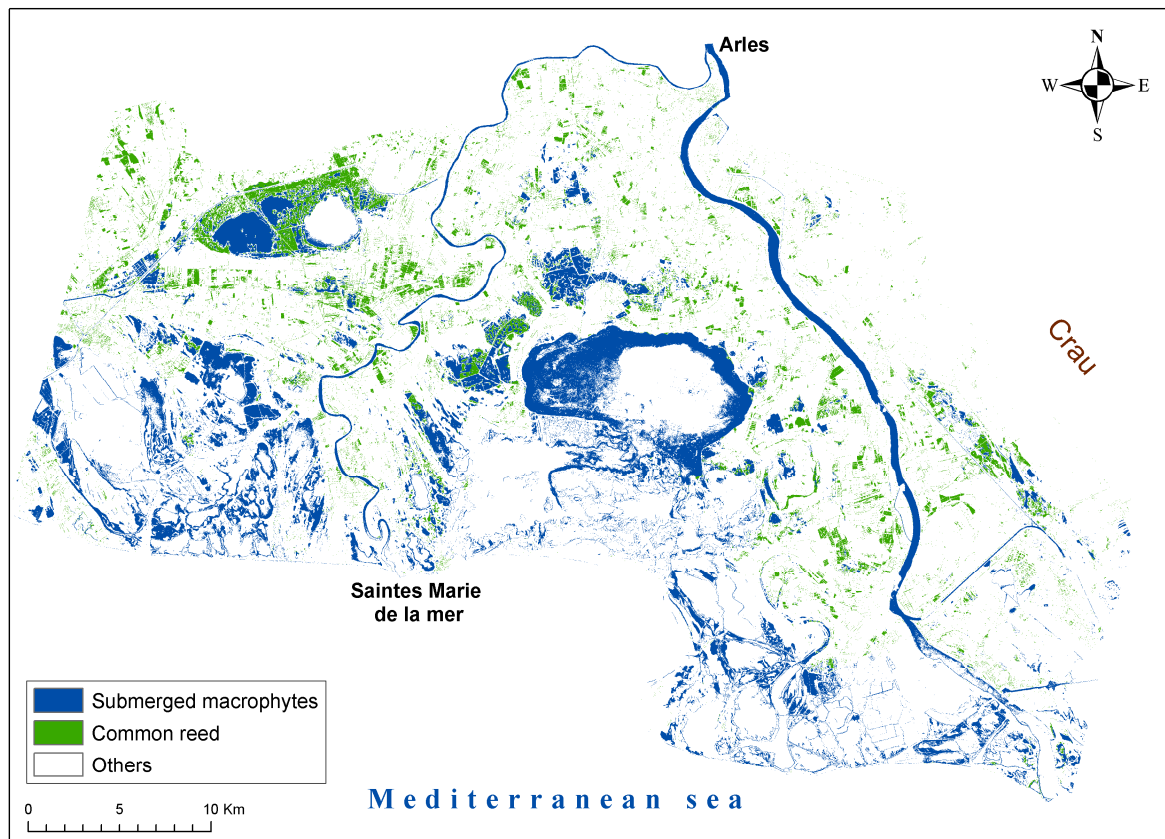 Arles
N
W
E
S
Crau
Saintes Marie
de la mer
Submerged macrophytes
Common reed
Others
0 5 10 Km
Mediterranean sea